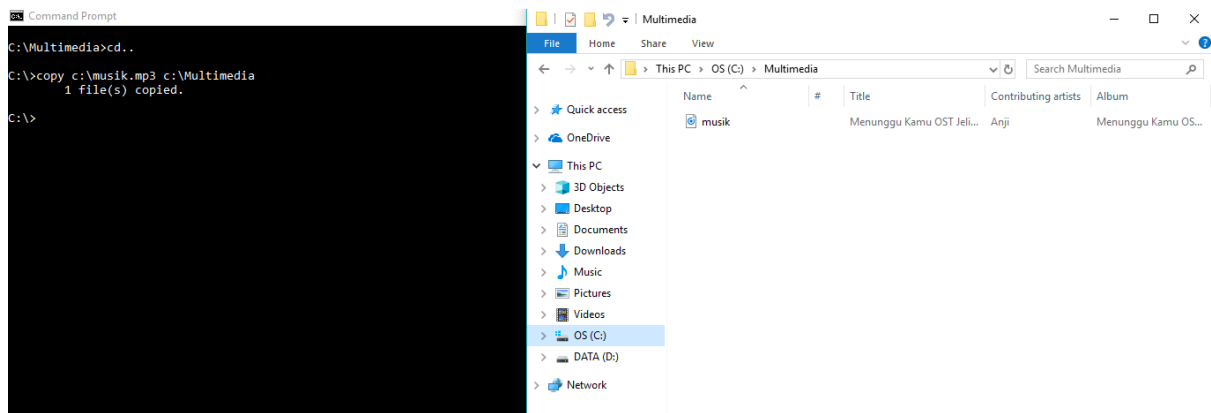 Command Prompt
C:\Multimedia>cd..
C:\>copy c:\musik.mp3 c:\Multimedia
1 file(s) copied.
C:\>
Multimedia
File Home Share View
This PC > OS (C:) > Multimedia
Search Multimedia
Name # Title Contributing artists Album
musik Menunggu Kamu OST Jeli... Anji Menunggu Kamu OS...
Quick access
OneDrive
This PC
3D Objects
Desktop
Documents
Downloads
Music
Pictures
Videos
OS (C:)
DATA (D:)
Network